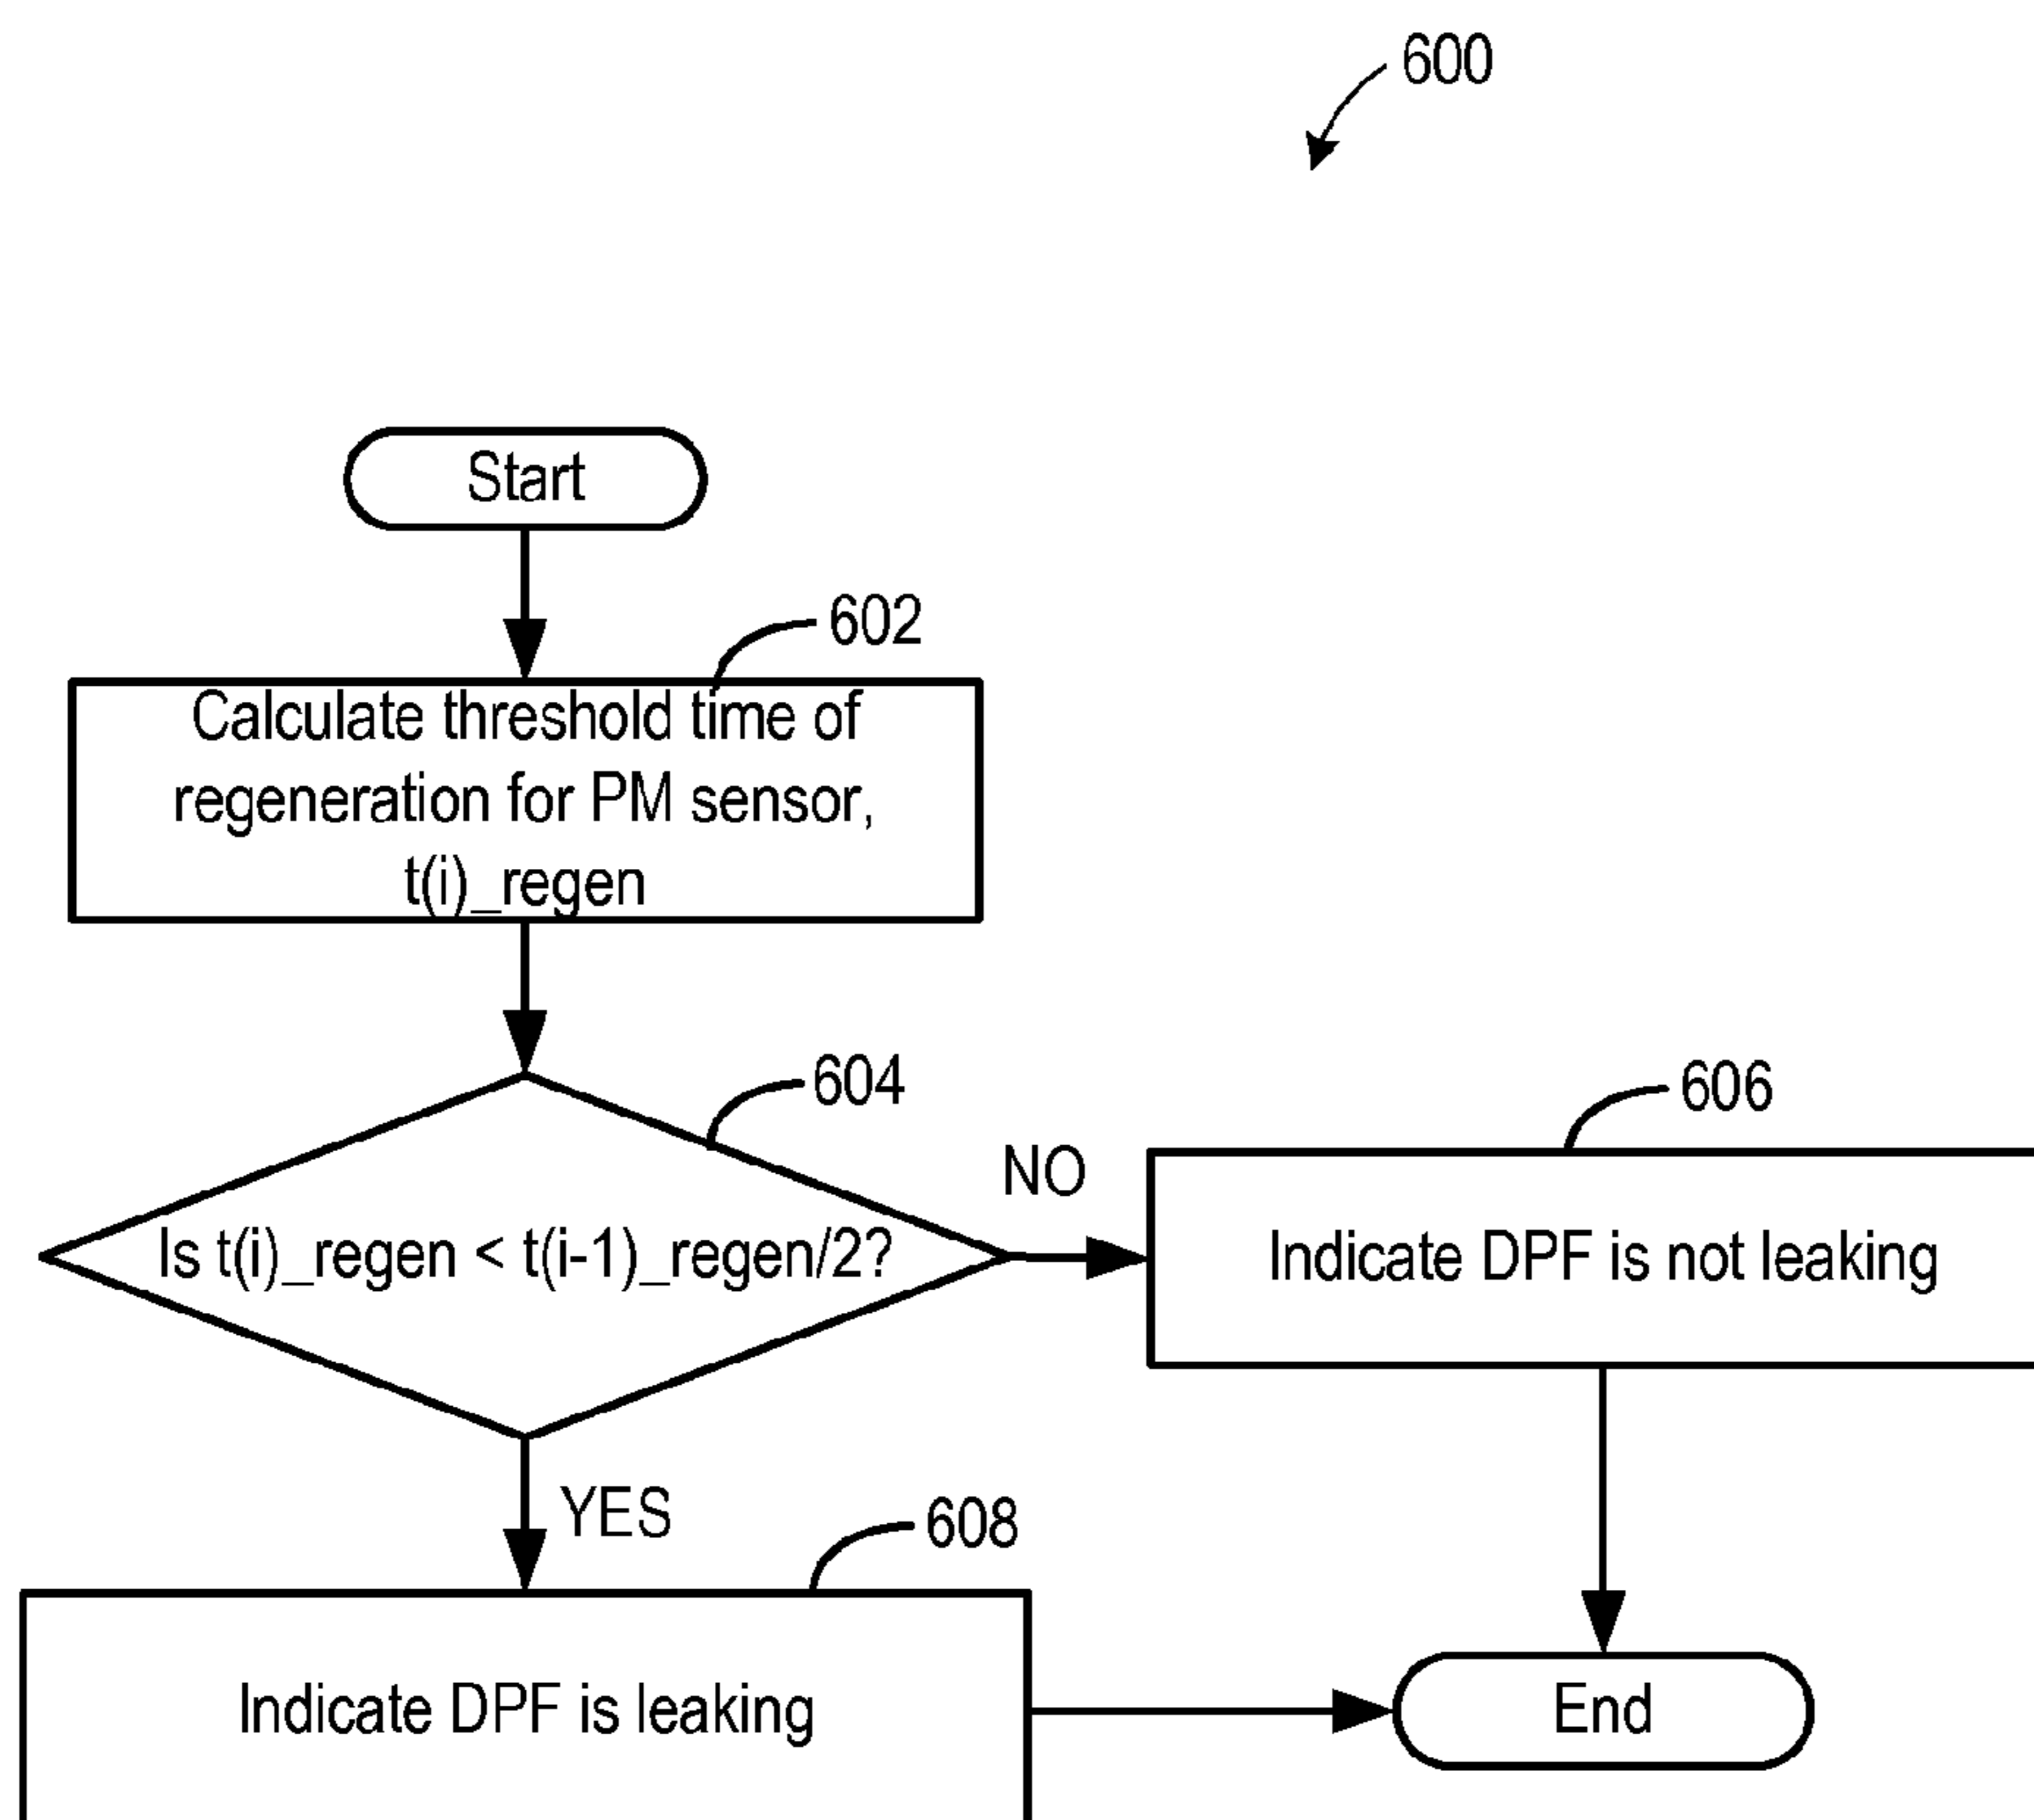 600
Start
602
Calculate threshold time of
regeneration for PM sensor,
t(i)_regen
604
Is t(i)_regen < t(i-1)_regen/2?
NO
606
Indicate DPF is not leaking
YES
608
Indicate DPF is leaking
End